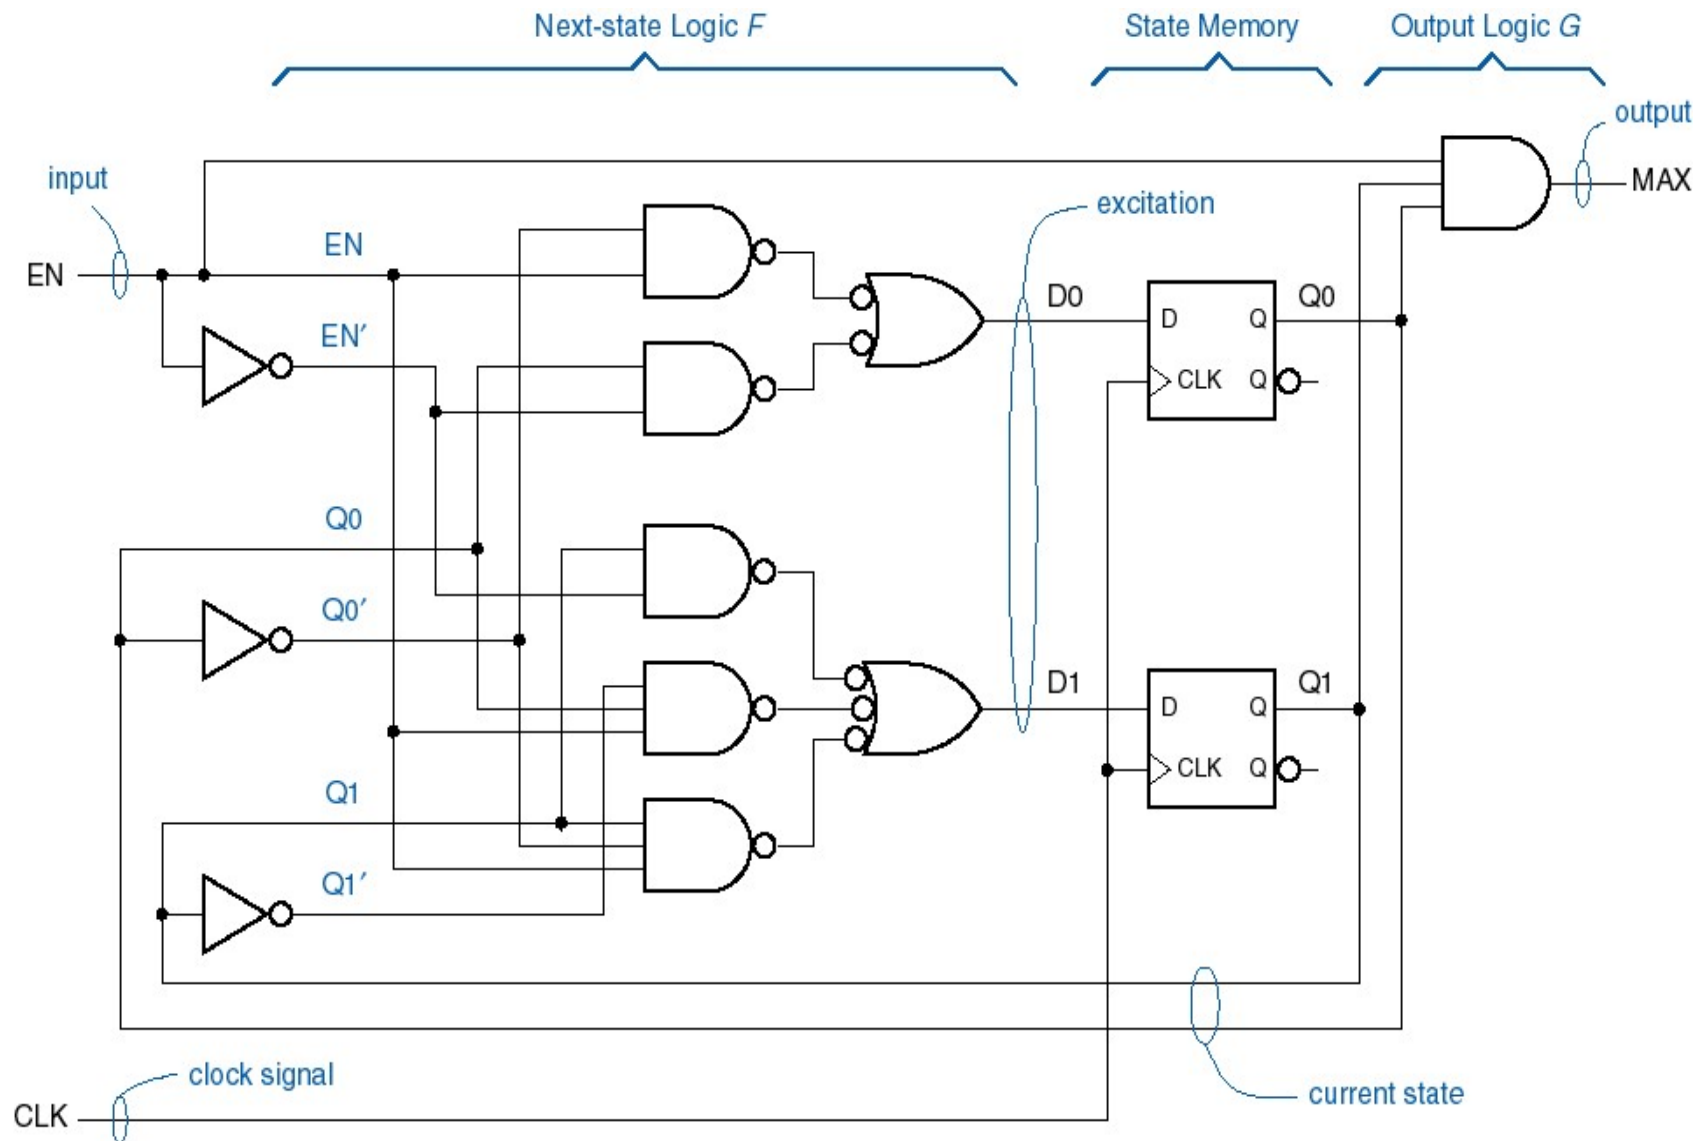 Next-state Logic F
State Memory
Output Logic G
output
input
MAX
excitation
EN
EN
D0
Q0
EN′
D
Q
CLK
Q
Q0
Q0′
D1
Q1
D
Q
CLK
Q
Q1
Q1′
clock signal
current state
CLK